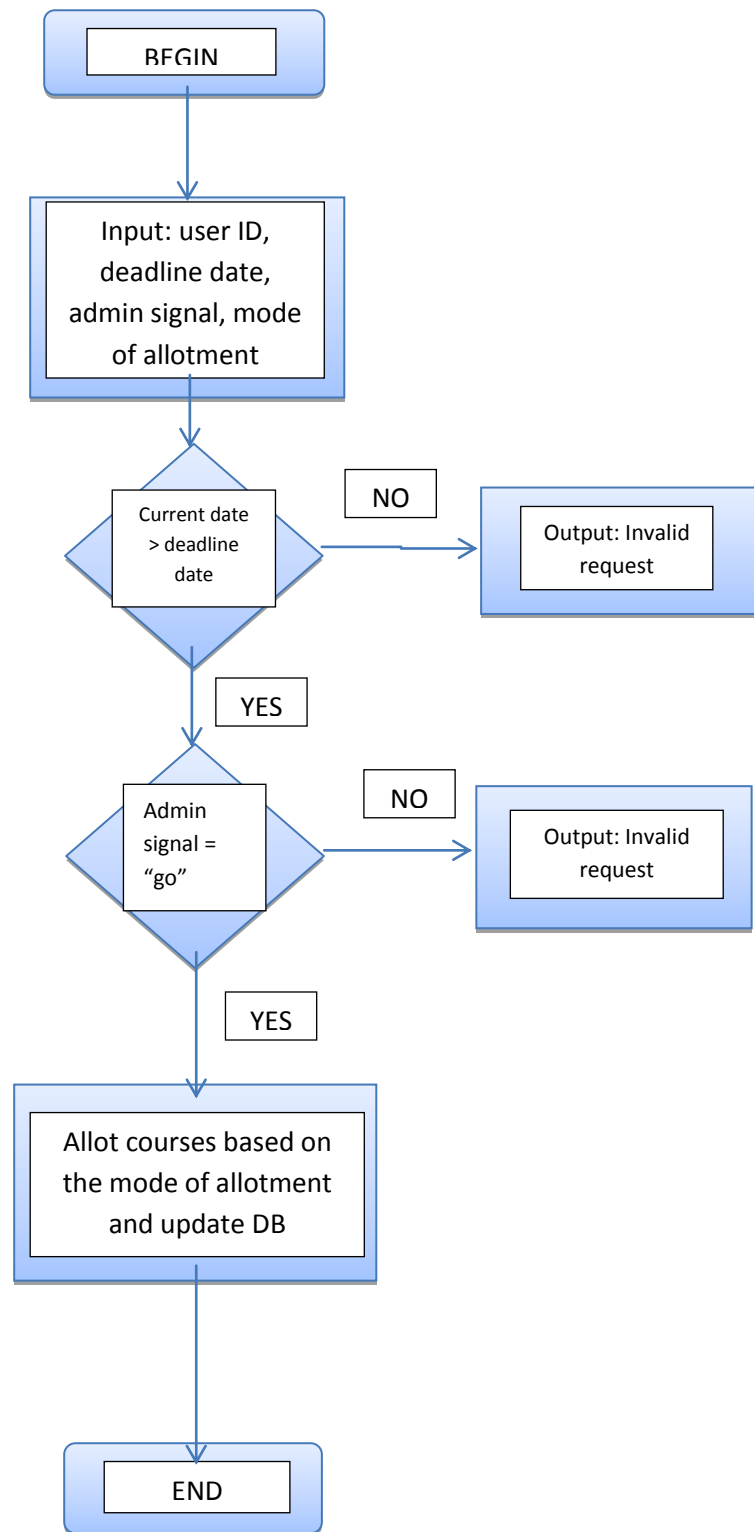 BEGIN
Input: user ID,
deadline date,
admin signal, mode
of allotment
Current date
> deadline
date
NO
Output: Invalid
request
YES
Admin
signal =
“go”
NO
Output: Invalid
request
YES
Allot courses based on
the mode of allotment
and update DB
END